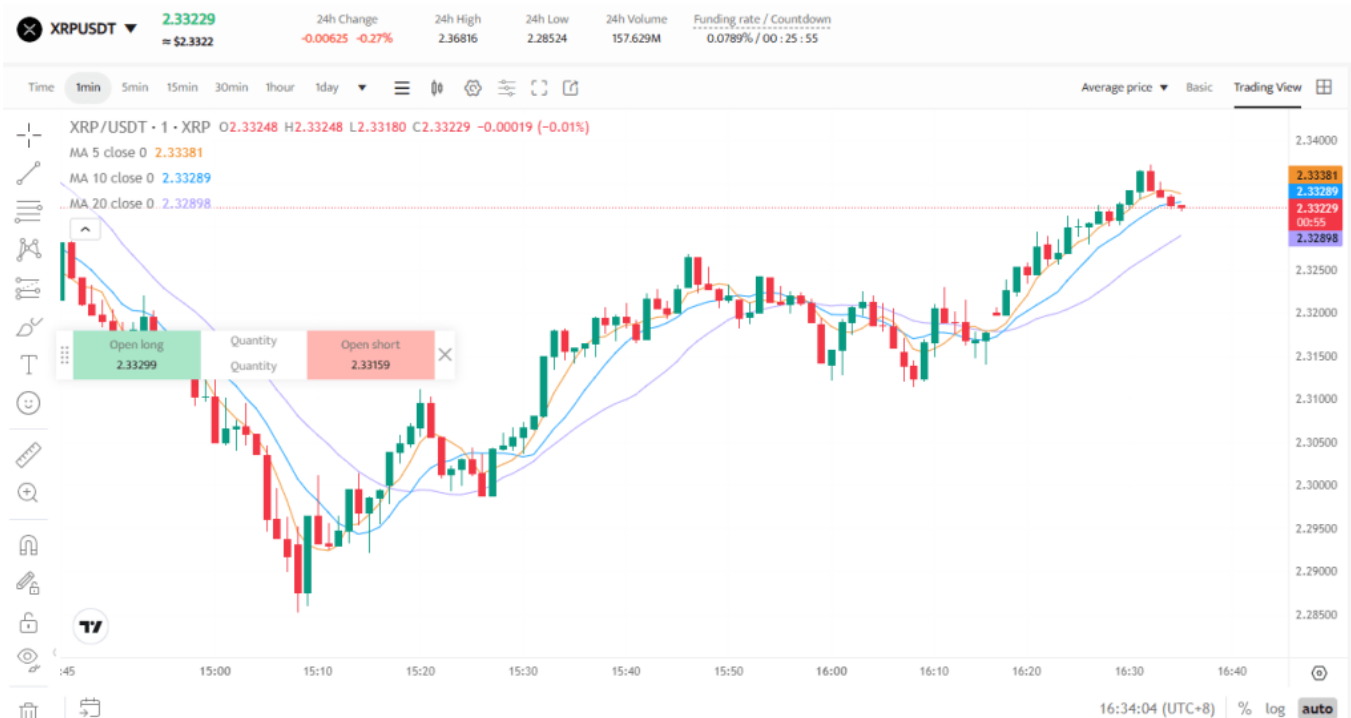 XRPUSDT ▼
2.33229
≈ $2.3322
24h Change
-0.00625 -0.27%
24h High
2.36816
24h Low
2.28524
24h Volume
157.629M
Funding rate / Countdown
0.0789% / 00 : 25 : 55
Time 1min 5min 15min 30min 1hour 1day ▼
Average price ▼ Basic Trading View
XRP/USDT · 1 · XRP O2.33248 H2.33248 L2.33180 C2.33229 −0.00019 (−0.01%)
MA 5 close 0 2.33381
MA 10 close 0 2.33289
MA 20 close 0 2.32898
Open long
2.33299
Quantity
Quantity
Open short
2.33159
2.34000
2.33381
2.33289
2.33229
00:55
2.32898
2.32500
2.32000
2.31500
2.31000
2.30500
2.30000
2.29500
2.29000
2.28500
:45 15:00 15:10 15:20 15:30 15:40 15:50 16:00 16:10 16:20 16:30 16:40
16:34:04 (UTC+8) % log auto